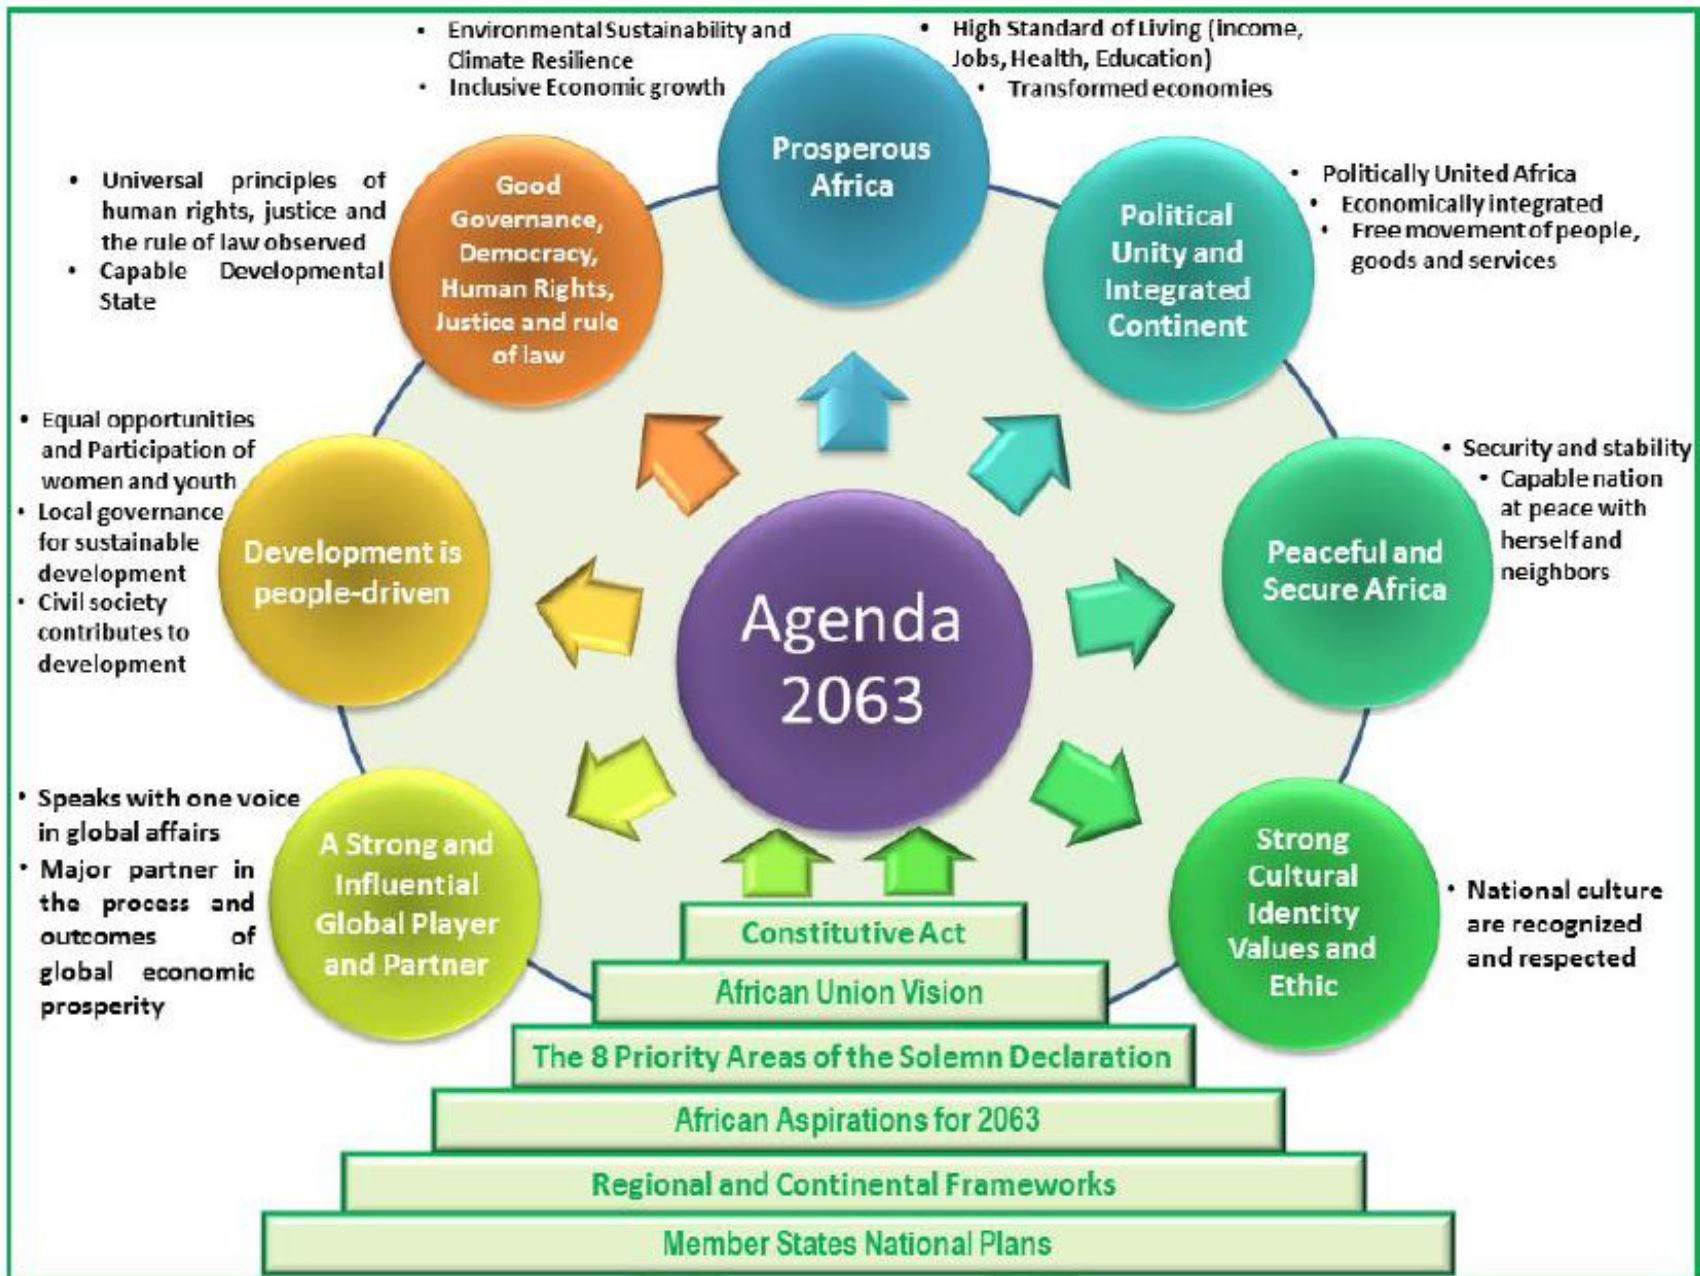 • Environmental Sustainability and
Climate Resilience
• Inclusive Economic growth
• High Standard of Living (income,
Jobs, Health, Education)
• Transformed economies
Prosperous
Africa
• Universal principles of
human rights, justice and
the rule of law observed
• Capable Developmental
State
Good
Governance,
Democracy,
Human Rights,
Justice and rule
of law
Political
Unity and
Integrated
Continent
• Politically United Africa
• Economically integrated
• Free movement of people,
goods and services
• Equal opportunities
and Participation of
women and youth
• Local governance
for sustainable
development
• Civil society
contributes to
development
Development is
people-driven
Agenda
2063
Peaceful and
Secure Africa
• Security and stability
• Capable nation
at peace with
herself and
neighbors
• Speaks with one voice
in global affairs
• Major partner in
the process and
outcomes of
global economic
prosperity
A Strong and
Influential
Global Player
and Partner
Strong
Cultural
Identity
Values and
Ethic
• National culture
are recognized
and respected
Constitutive Act
African Union Vision
The 8 Priority Areas of the Solemn Declaration
African Aspirations for 2063
Regional and Continental Frameworks
Member States National Plans